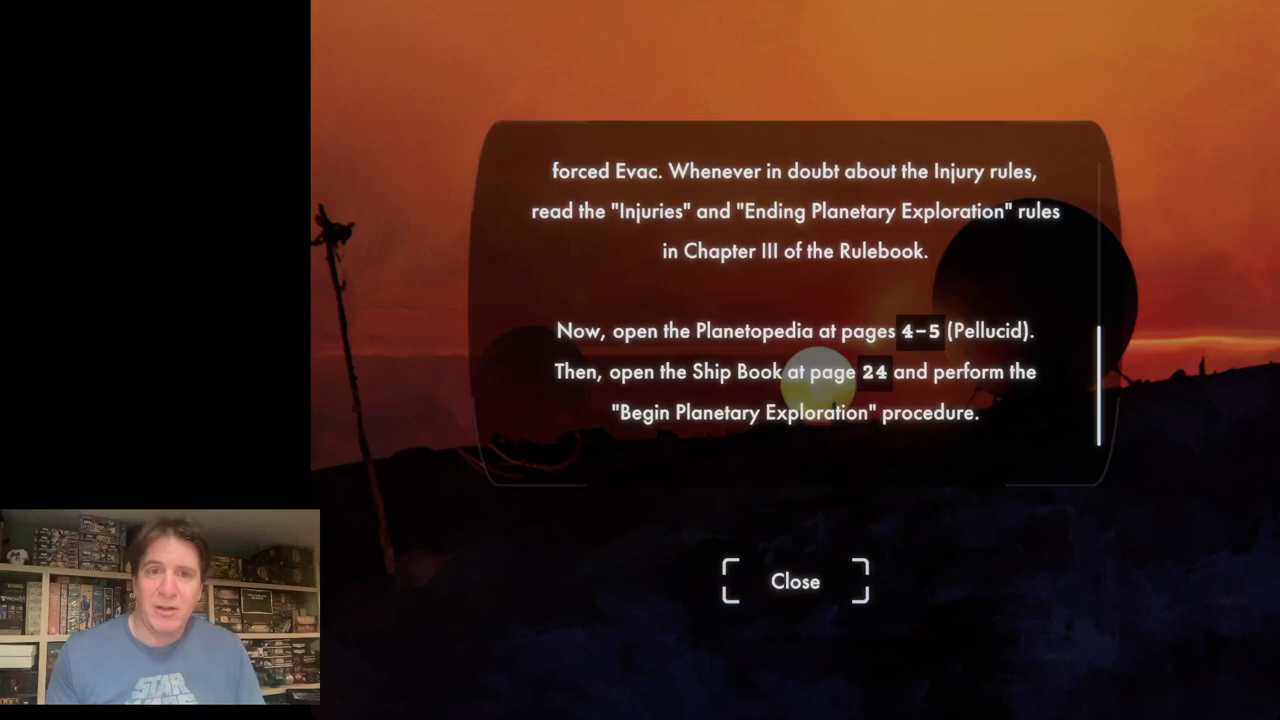 forced Evac. Whenever in doubt about the Injury rules,
read the "Injuries" and "Ending Planetary Exploration" rules
in Chapter III of the Rulebook.
Now, open the Planetopedia at pages 4-5 (Pellucid).
Then, open the Ship Book at page 24 and perform the
"Begin Planetary Exploration" procedure.
Close
STAR
WARS